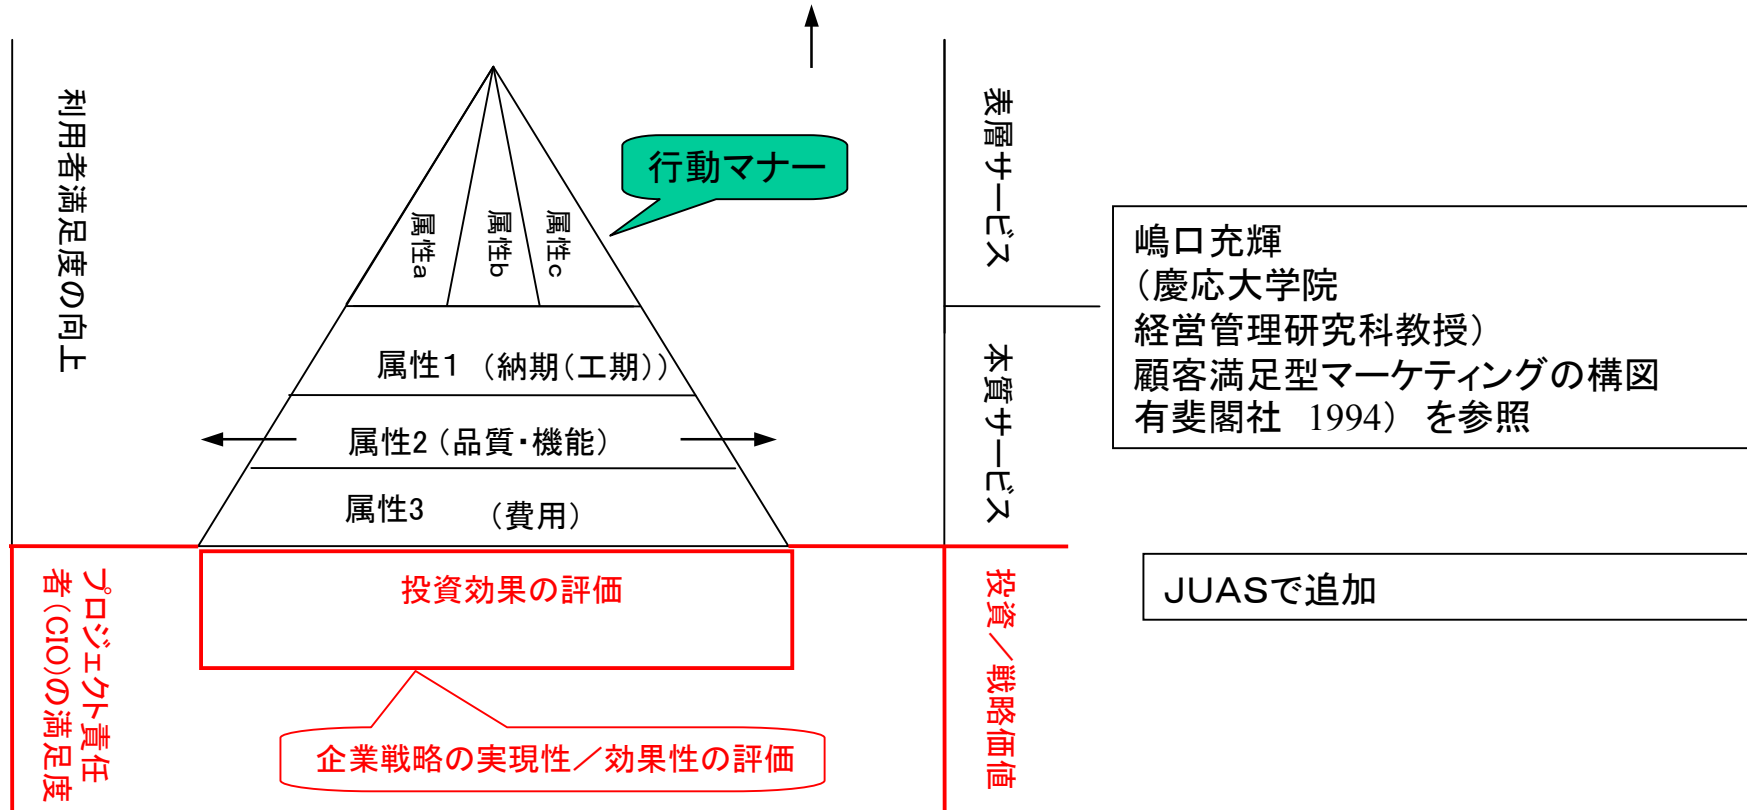 利用者満足度の向上
属性a
属性b
属性c
行動マナー
属性1 （納期（工期））
属性2（品質・機能）
属性3 （費用）
表層サービス
本質サービス
嶋口充輝
（慶応大学院
経営管理研究科教授）
顧客満足型マーケティングの構図
有斐閣社 1994） を参照
プロジェクト責任
者（CIO）の満足度
投資効果の評価
企業戦略の実現性／効果性の評価
投資／戦略価値
JUASで追加